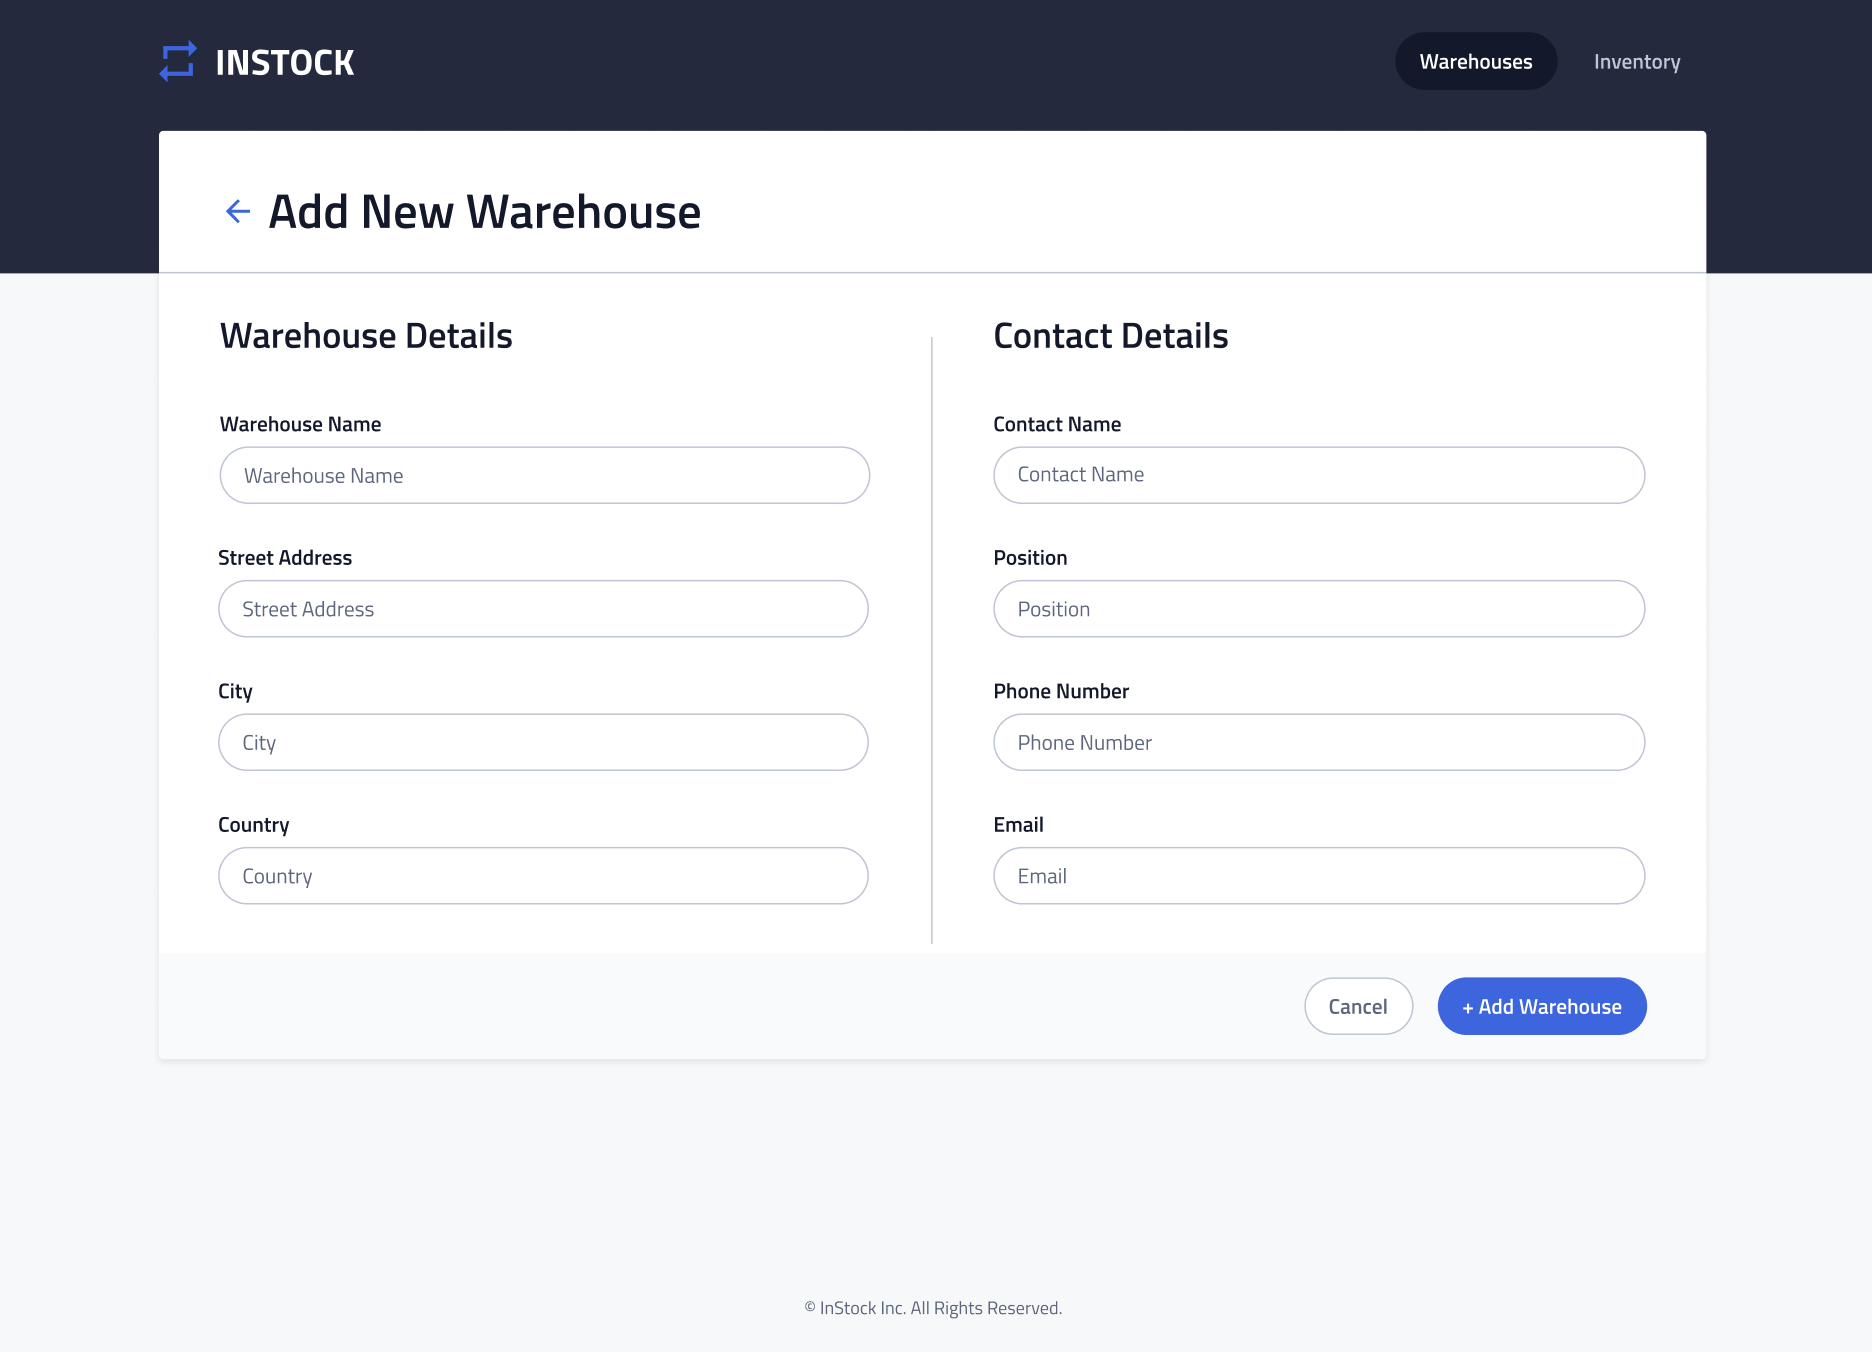 INSTOCK
Warehouses
Inventory
Add New Warehouse
Warehouse Details
Warehouse Name
Warehouse Name
Street Address
Street Address
City
City
Country
Country
Contact Details
Contact Name
Contact Name
Position
Position
Phone Number
Phone Number
Email
Email
Cancel
+ Add Warehouse
© InStock Inc. All Rights Reserved.